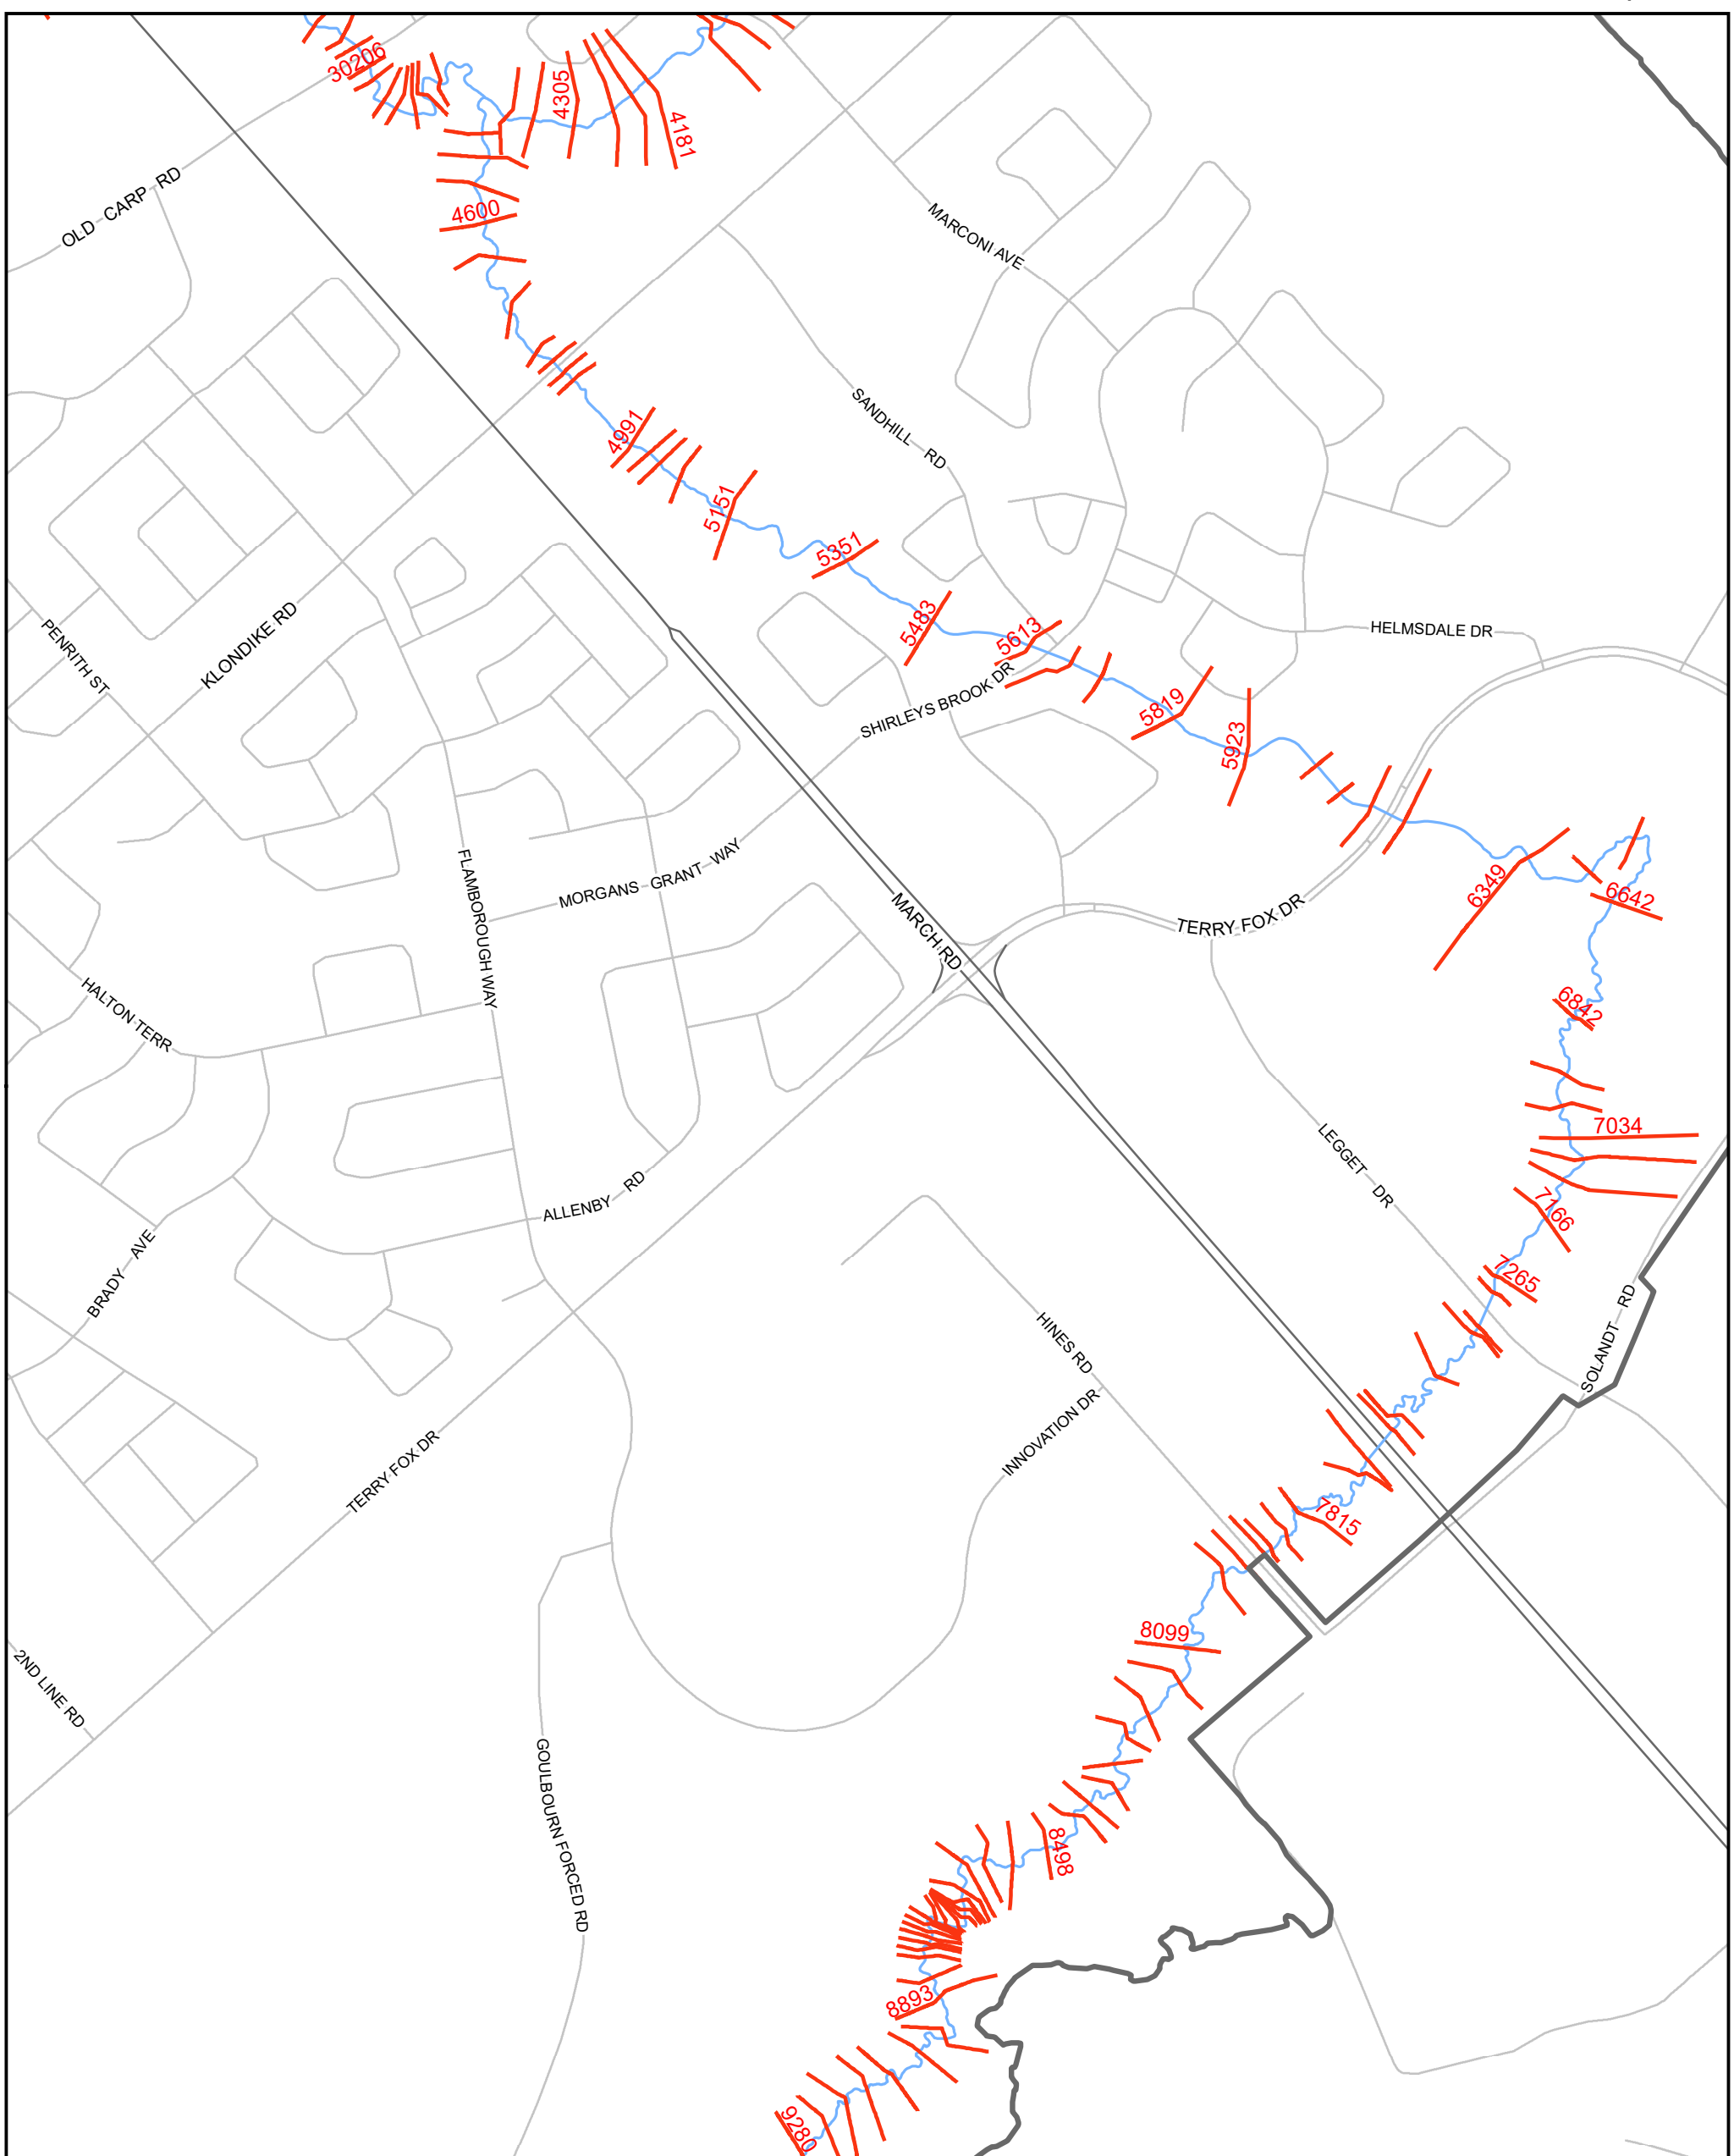 30206
4305
4181
OLD CARP RD
4600
MARCONI AVE
SANDHILL RD
4991
5151
5351
5483
5613
PENRITH ST
KLONDIKE RD
HELMSDALE DR
SHIRLEYS BROOK DR
5819
5923
FLAMBOROUGH WAY
MORGANS GRANT WAY
MARCH RD
TERRY FOX DR
6349
6642
6842
HALTON TERR
7034
LEGGET DR
7166
ALLENBY RD
BRADY AVE
7265
SOLANDT RD
HINES RD
INNOVATION DR
TERRY FOX DR
7815
8099
2ND LINE RD
GOULBOURN FORCED RD
8498
8893
9280